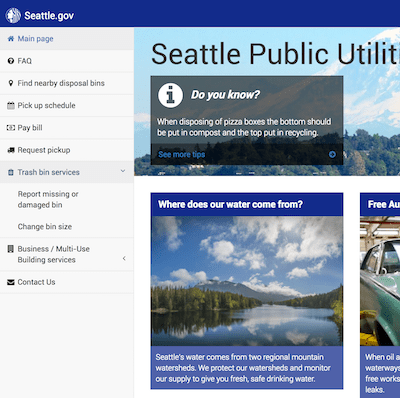 Seattle.gov
Main page
FAQ
Find nearby disposal bins
Pick up schedule
Pay bill
Request pickup
Trash bin services
Report missing or
damaged bin
Change bin size
Business / Multi-Use
Building services
Contact Us
Seattle Public Utiliti
Do you know?
When disposing of pizza boxes the bottom should
be put in compost and the top put in recycling.
See more tips
Where does our water come from?
Seattle's water comes from two regional mountain
watersheds. We protect our watersheds and monitor
our supply to give you fresh, safe drinking water.
Free Au
When oil a
waterways
free works
leaks.